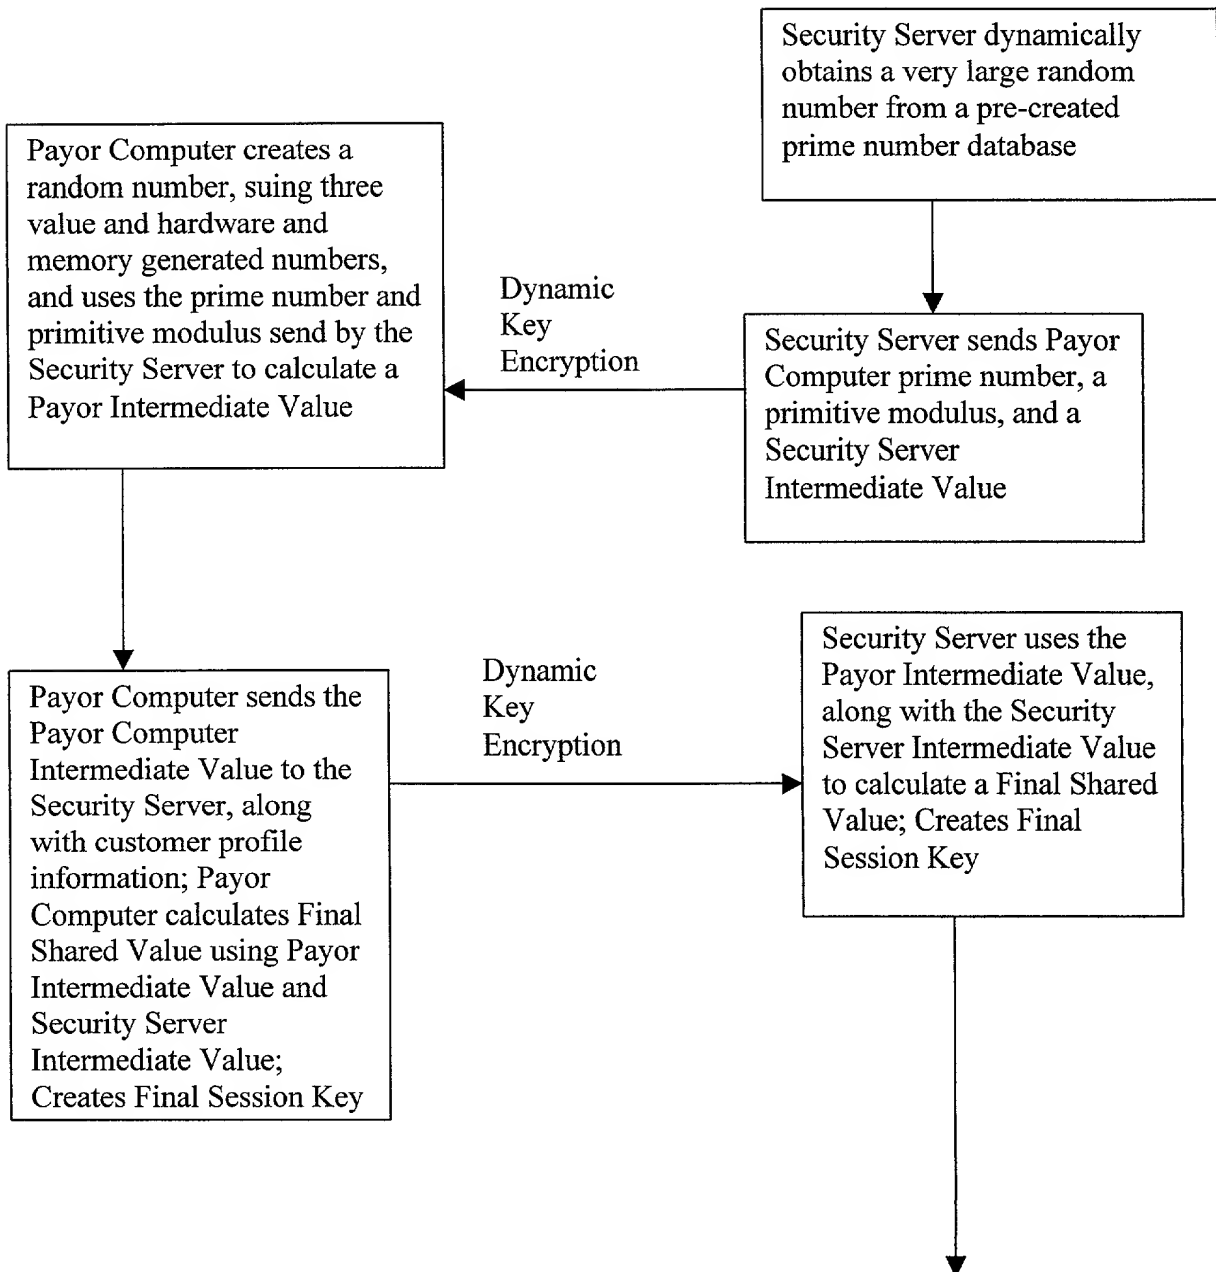 Security Server dynamically
obtains a very large random
number from a pre-created
prime number database
Payor Computer creates a
random number, suing three
value and hardware and
memory generated numbers,
and uses the prime number and
primitive modulus send by the
Security Server to calculate a
Payor Intermediate Value
Dynamic
Key
Encryption
Security Server sends Payor
Computer prime number, a
primitive modulus, and a
Security Server
Intermediate Value
Payor Computer sends the
Payor Computer
Intermediate Value to the
Security Server, along
with customer profile
information; Payor
Computer calculates Final
Shared Value using Payor
Intermediate Value and
Security Server
Intermediate Value;
Creates Final Session Key
Dynamic
Key
Encryption
Security Server uses the
Payor Intermediate Value,
along with the Security
Server Intermediate Value
to calculate a Final Shared
Value; Creates Final
Session Key